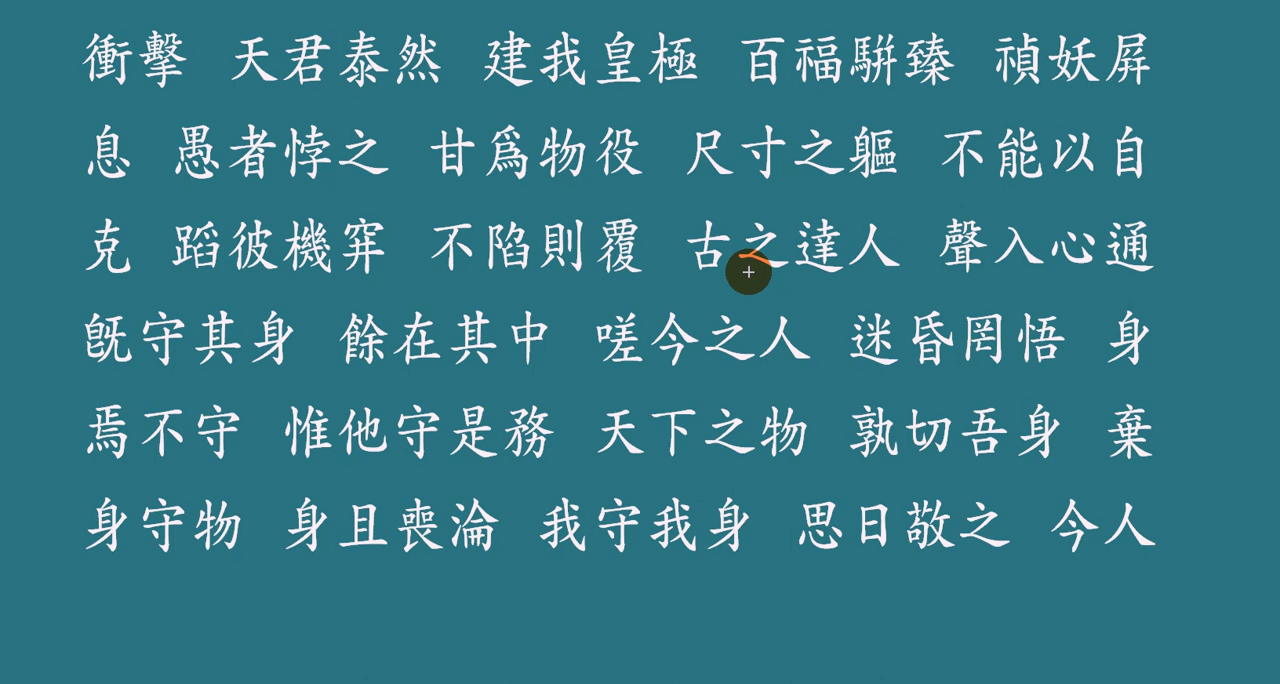 衝擊 天君泰然 建我皇極 百福駢臻 禎妖屛
息 愚者悖之 甘爲物役 尺寸之軀 不能以自
克 蹈彼機穽 不陷則覆 古之達人 聲入心通
旣守其身 餘在其中 嗟今之人 迷昏罔悟 身
焉不守 惟他守是務 天下之物 孰切吾身 棄
身守物 身且喪淪 我守我身 思日敬之 今人